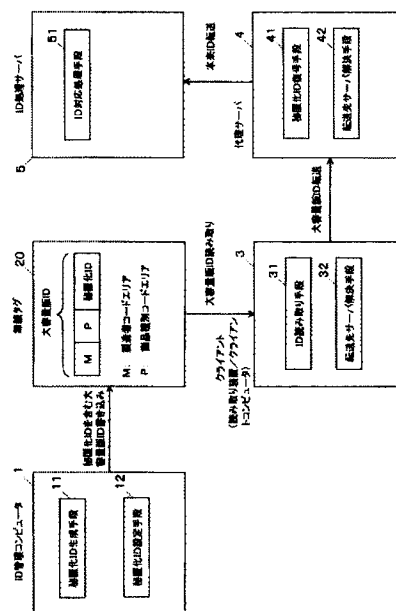 ID管理コンピュータ
1
秘匿化ID生成手段
11
秘匿化ID設定手段
12
秘匿化IDを含む大
容量版ID書き込み
無線タグ
20
大容量版ID
M
P
秘匿化ID
M：製造者コードエリア
P：商品種別コードエリア
大容量版ID読み取り
クライアント
(読み取り装置／クライアン
トコンピュータ)
3
ID読み取り手段
31
転送先サーバ解決手段
32
大容量版ID転送
代理サーバ
4
秘匿化ID復号手段
41
転送先サーバ解決手段
42
本来ID転送
ID処理サーバ
5
ID対応処理手段
51